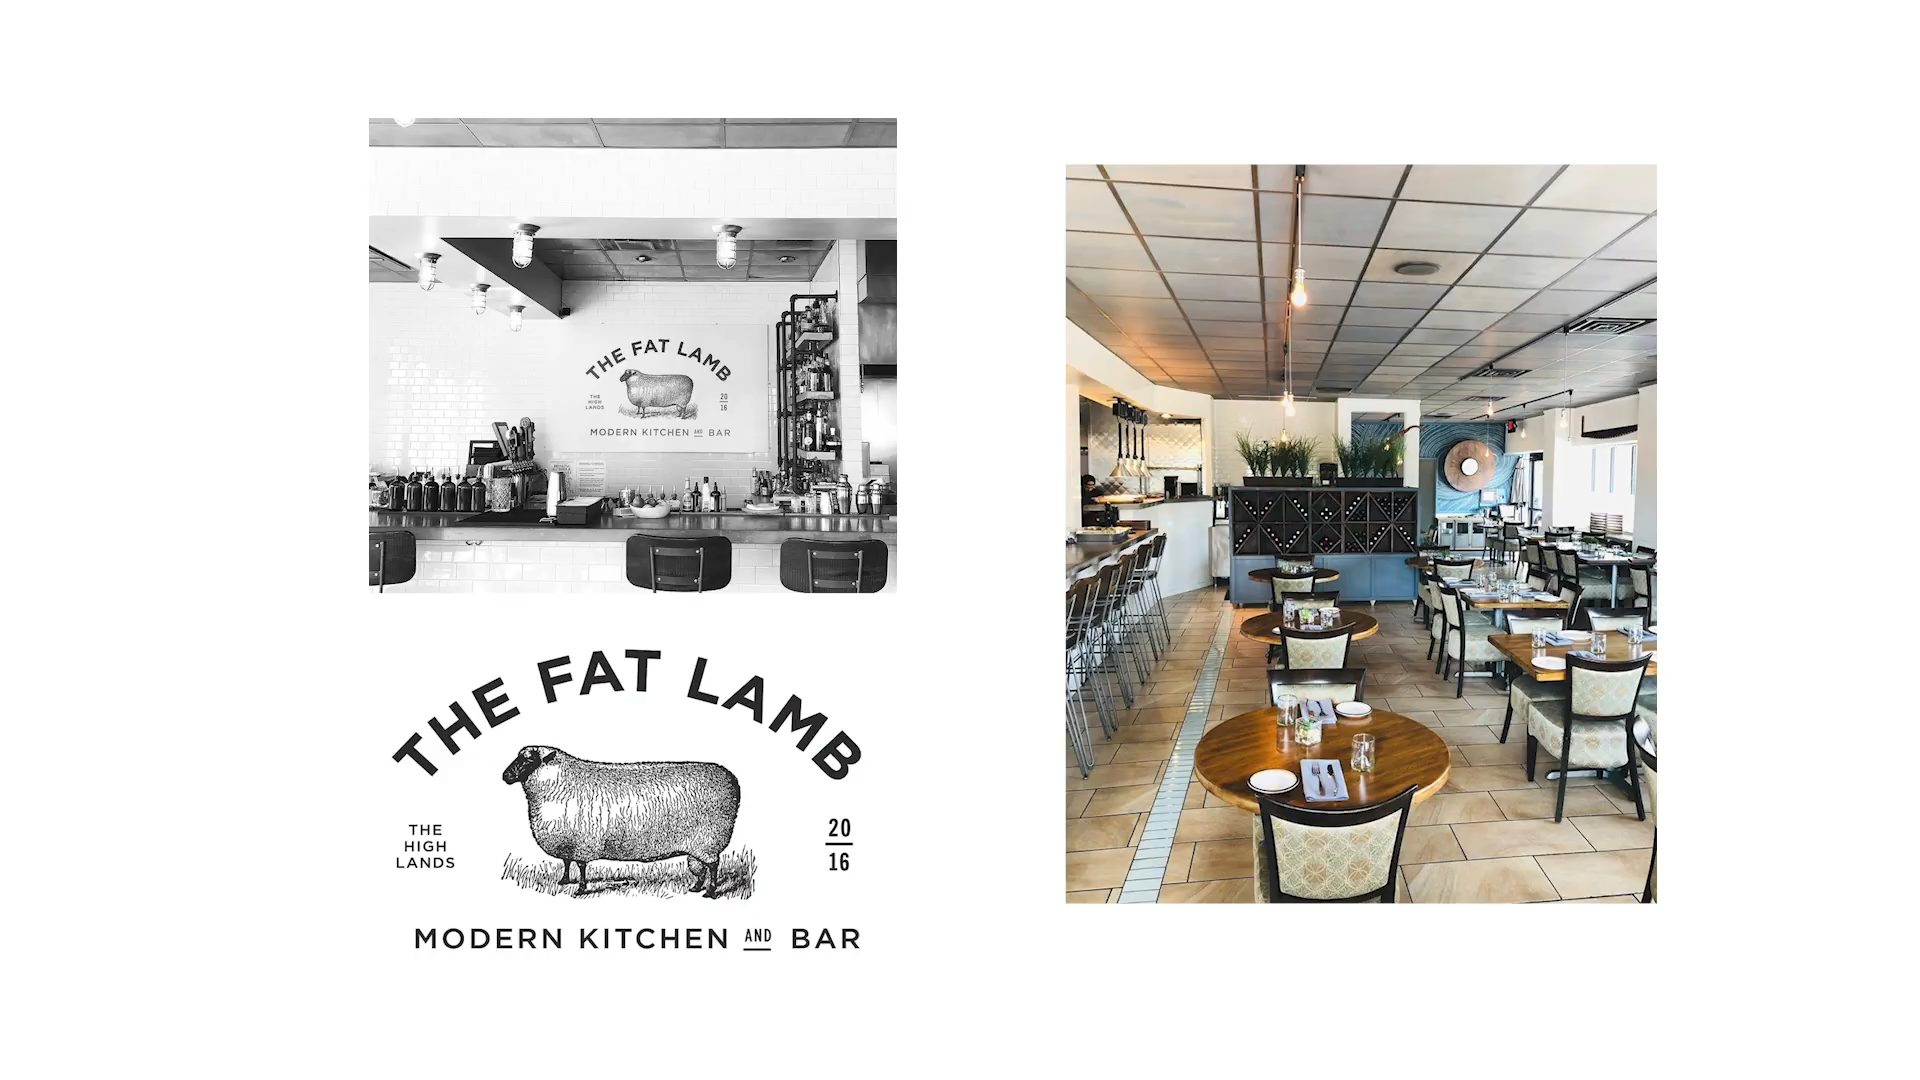 THE FAT LAMB
THE
HIGH
LANDS
20
16
MODERN KITCHEN AND BAR
THE FAT LAMB
THE
HIGH
LANDS
20
16
MODERN KITCHEN AND BAR